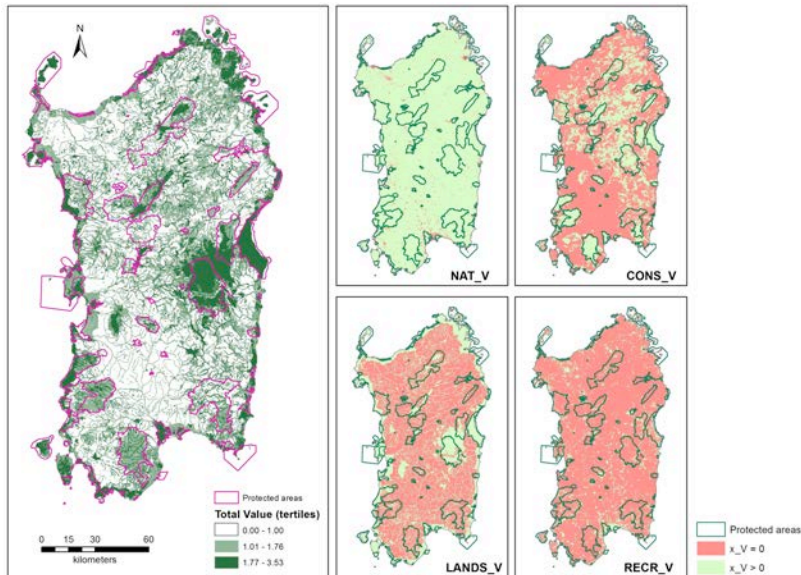 N
Protected areas
Total Value (tertiles)
0.00 - 1.00
1.01 - 1.76
1.77 - 3.53
0 15 30 60
kilometers
NAT_V
CONS_V
LANDS_V
RECR_V
Protected areas
x_V = 0
x_V > 0